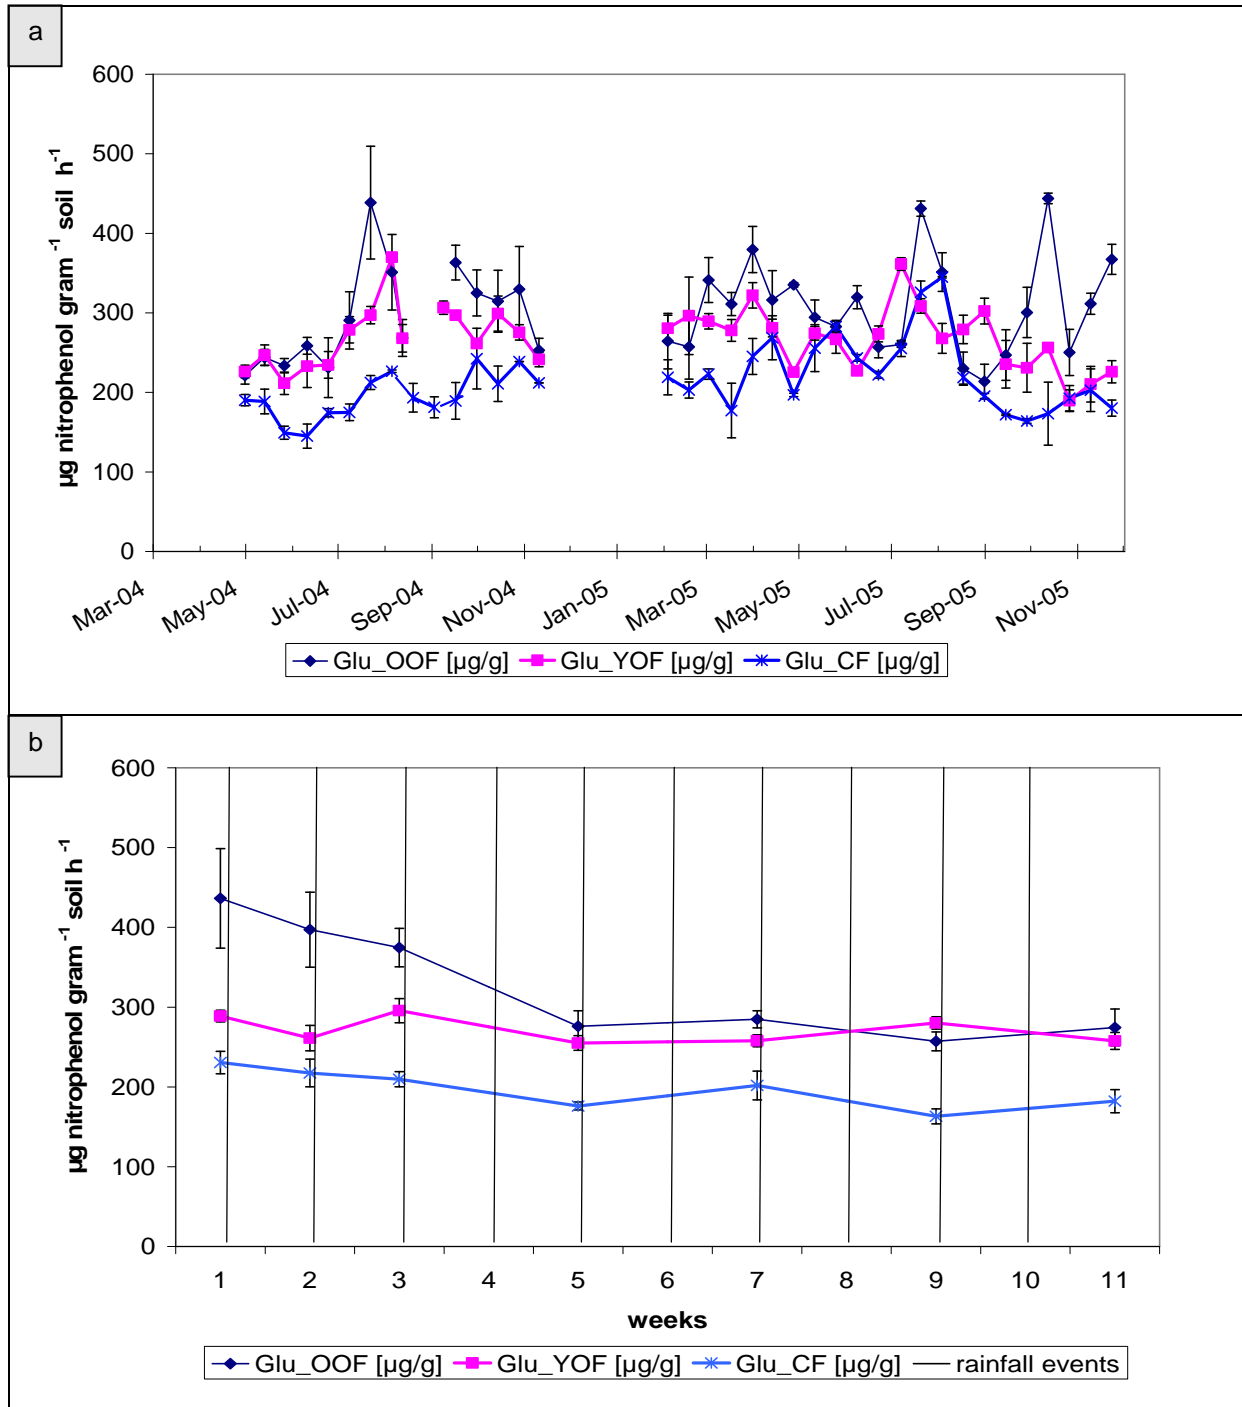 a
600
500
400
300
200
100
0
µg nitrophenol gram⁻¹ soil h⁻¹
Mar-04 May-04 Jul-04 Sep-04 Nov-04 Jan-05 Mar-05 May-05 Jul-05 Sep-05 Nov-05
Glu_OOF [µg/g] Glu_YOF [µg/g] Glu_CF [µg/g]
b
600
500
400
300
200
100
0
µg nitrophenol gram⁻¹ soil h⁻¹
1 2 3 4 5 6 7 8 9 10 11
weeks
Glu_OOF [µg/g] Glu_YOF [µg/g] Glu_CF [µg/g] rainfall events